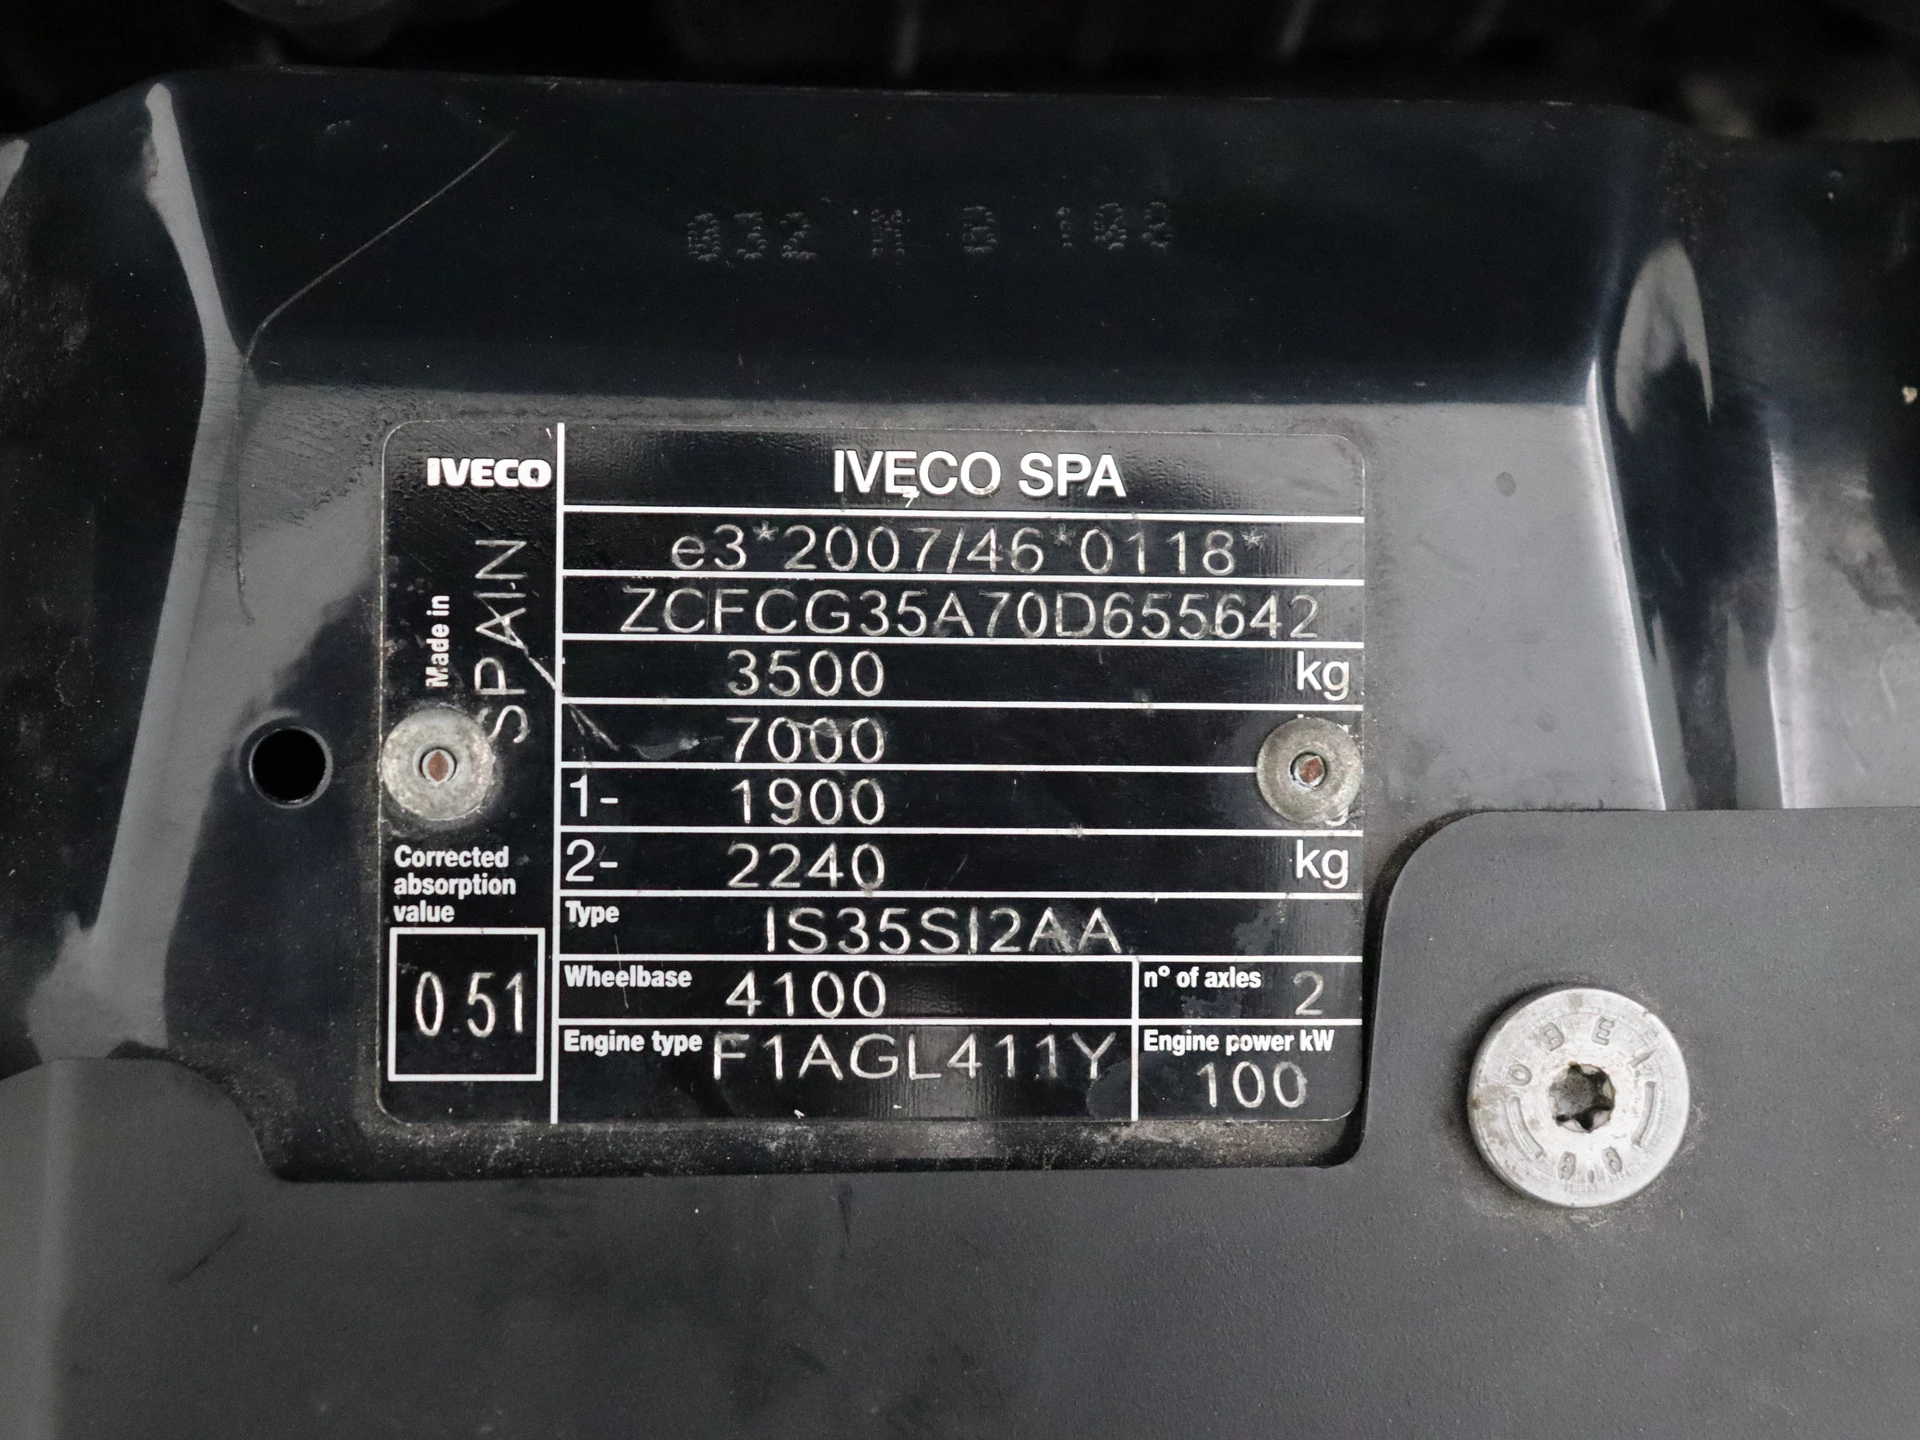 032 M B 108
IVECO
IVECO SPA
e3*2007/46*0118*
Made in
SPAIN
ZCFCG35A70D655642
3500 kg
7000
1- 1900
2- 2240 kg
Corrected
absorption
value
0.51
Type IS35SI2AA
Wheelbase 4100
n° of axles 2
Engine type F1AGL411Y
Engine power kW
100